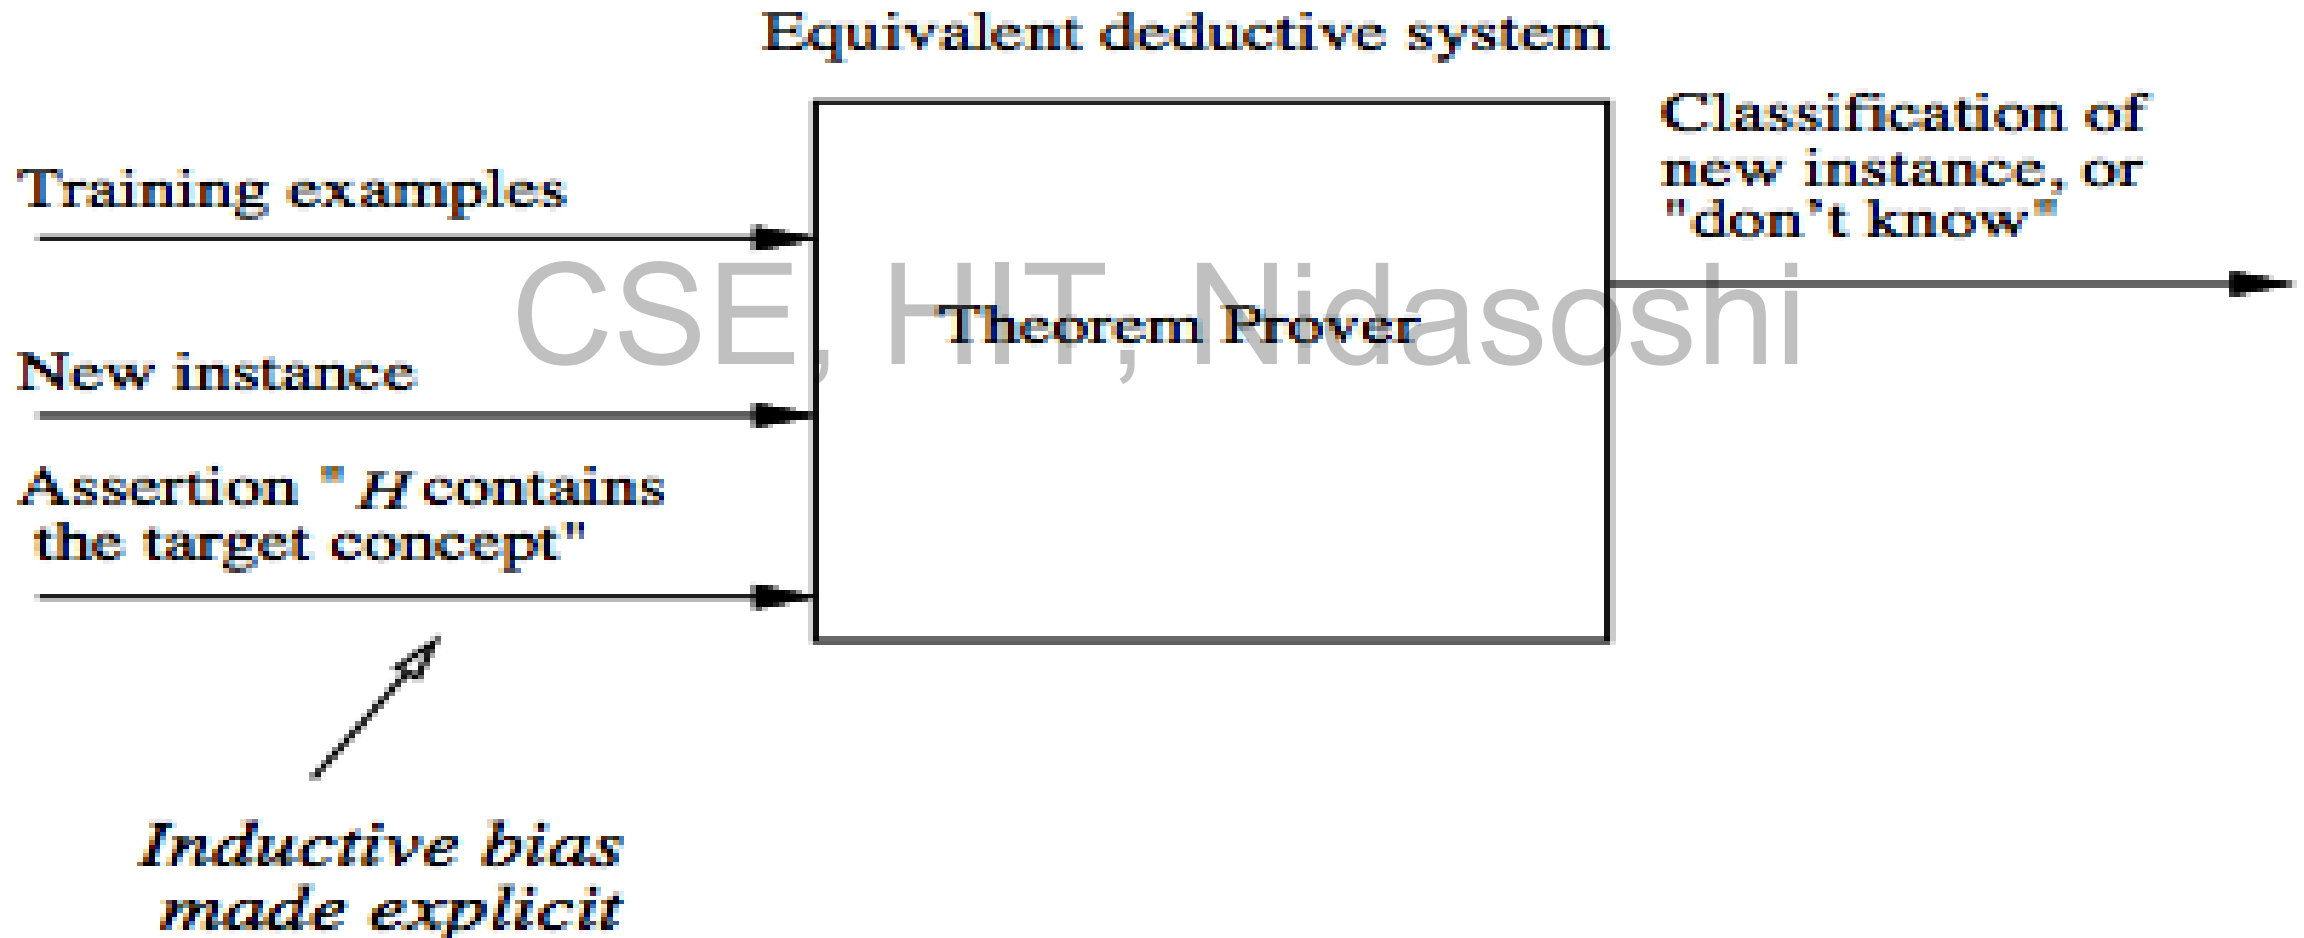 Equivalent deductive system
Training examples
New instance
Assertion " H contains
the target concept"
Theorem Prover
CSE, HIT, Nidasoshi
Classification of
new instance, or
"don't know"
Inductive bias
made explicit